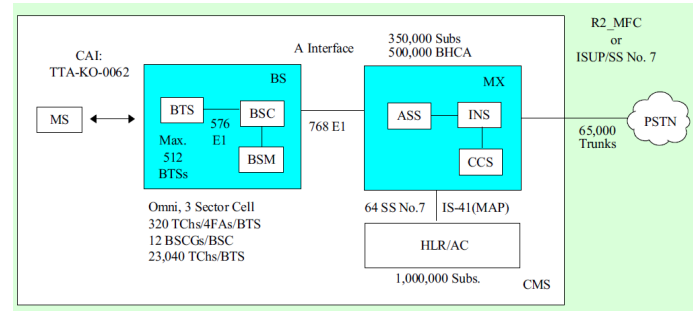 R2_MFC
or
ISUP/SS No. 7
350,000 Subs
500,000 BHCA
A Interface
CAI:
TTA-KO-0062
BS
MX
MS
BTS
BSC
576
E1
Max.
512
BTSs
BSM
768 E1
ASS
INS
CCS
65,000
Trunks
PSTN
Omni, 3 Sector Cell
320 TChs/4FAs/BTS
12 BSCGs/BSC
23,040 TChs/BTS
64 SS No.7
IS-41(MAP)
HLR/AC
1,000,000 Subs.
CMS